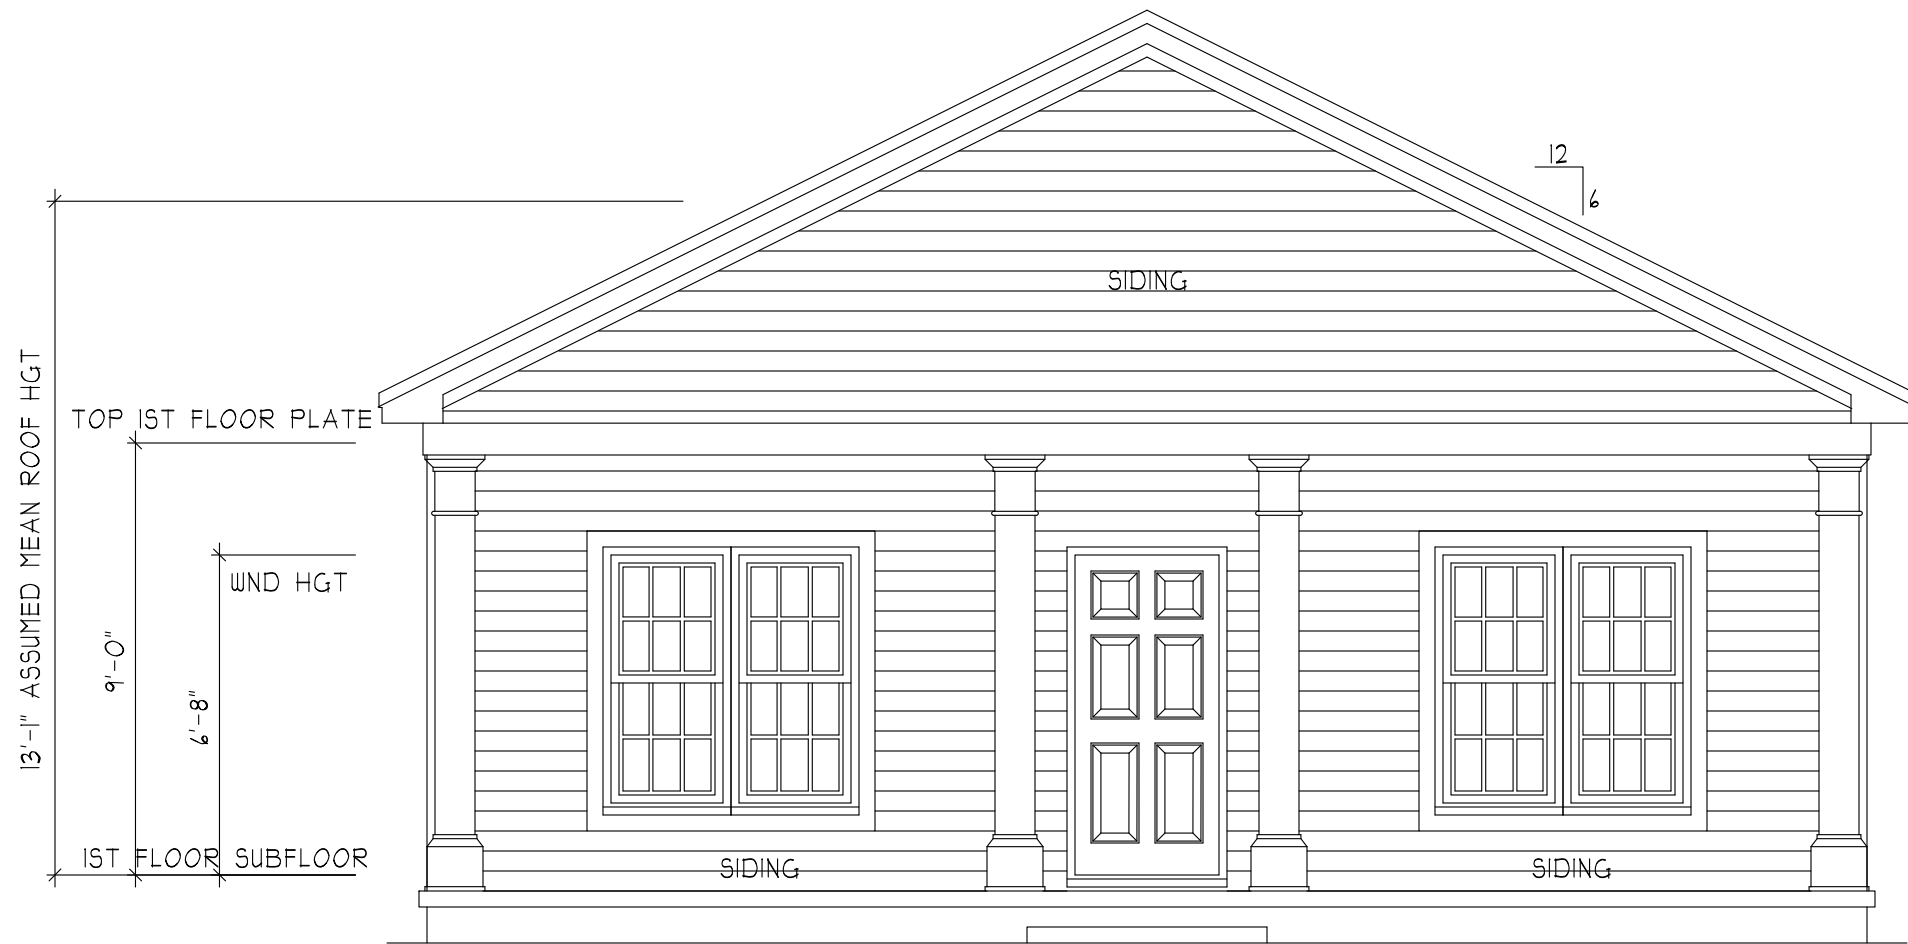 12
6
SIDING
TOP 1ST FLOOR PLATE
13'-1" ASSUMED MEAN ROOF HGT
WND HGT
9'-0"
6'-8"
1ST FLOOR SUBFLOOR
SIDING
SIDING